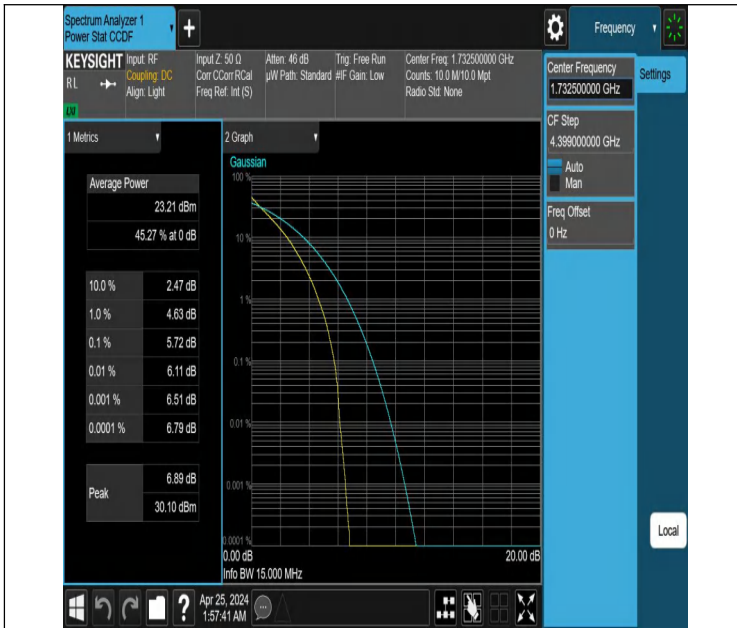 Spectrum Analyzer 1
Power Stat CCDF
+
Frequency
KEYSIGHT
RL
LXI
Input: RF
Coupling: DC
Align: Light
Input Z: 50 Ω
Corr CCorr RCal
Freq Ref: Int (S)
Atten: 46 dB
µW Path: Standard
Trig: Free Run
#IF Gain: Low
Center Freq: 1.732500000 GHz
Counts: 10.0 M/10.0 Mpt
Radio Std: None
Center Frequency
1.732500000 GHz
Settings
CF Step
4.399000000 GHz
Auto
Man
Freq Offset
0 Hz
1 Metrics
Average Power
23.21 dBm
45.27 % at 0 dB
10.0 % 2.47 dB
1.0 % 4.63 dB
0.1 % 5.72 dB
0.01 % 6.11 dB
0.001 % 6.51 dB
0.0001 % 6.79 dB
Peak 6.89 dB
30.10 dBm
2 Graph
Gaussian
100 %
10 %
1 %
0.1 %
0.01 %
0.001 %
0.0001 %
0.00 dB 20.00 dB
Info BW 15.000 MHz
Local
?
Apr 25, 2024
1:57:41 AM